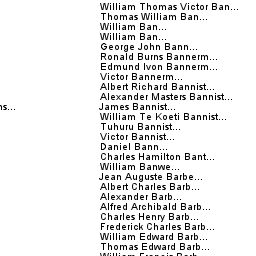 William Thomas Victor Ban...
Thomas William Ban...
William Ban...
William Ban...
George John Bann...
Ronald Burns Bannerm...
Edmund Ivon Bannerm...
Victor Bannerm...
Albert Richard Bannist...
Alexander Masters Bannist...
ns... James Bannist...
William Te Koeti Bannist...
Tuhuru Bannist...
Victor Bannist...
Daniel Bann...
Charles Hamilton Bant...
William Banwe...
Jean Auguste Barbe...
Albert Charles Barb...
Alexander Barb...
Alfred Archibald Barb...
Charles Henry Barb...
Frederick Charles Barb...
William Edward Barb...
Thomas Edward Barb...
William Francis Barb...